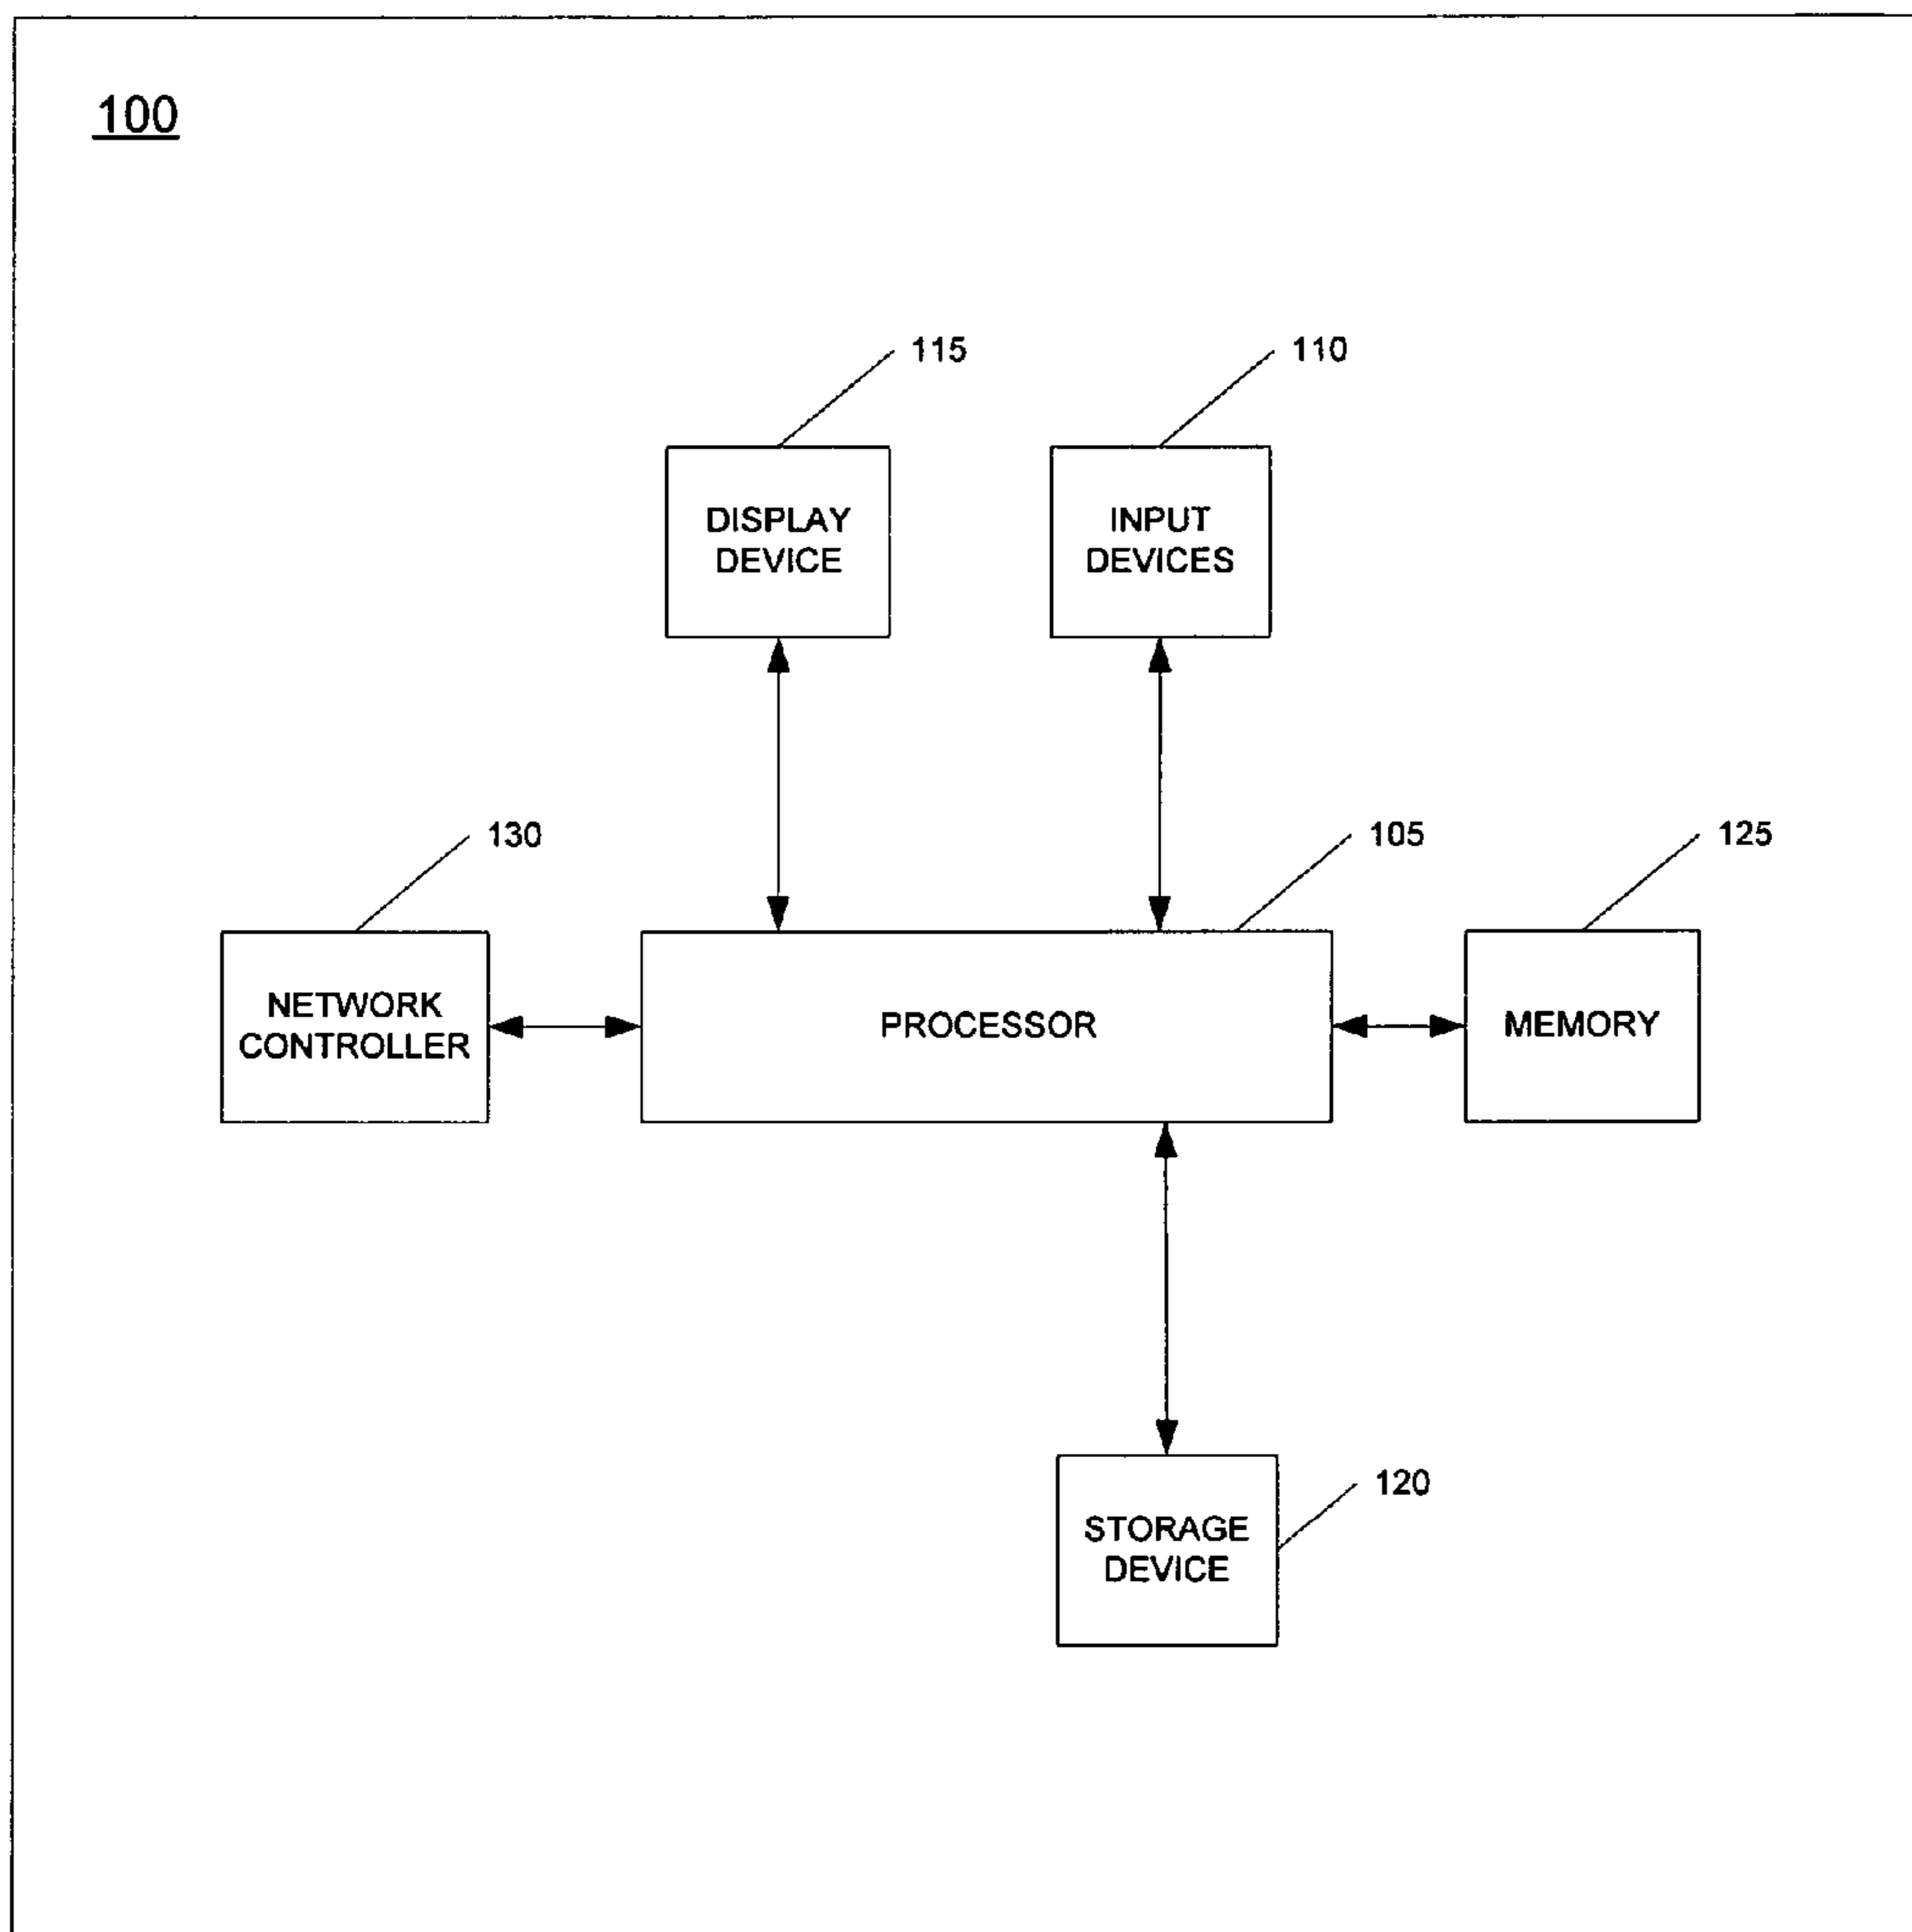 100
115
110
DISPLAY
DEVICE
INPUT
DEVICES
130
105
125
NETWORK
CONTROLLER
PROCESSOR
MEMORY
120
STORAGE
DEVICE